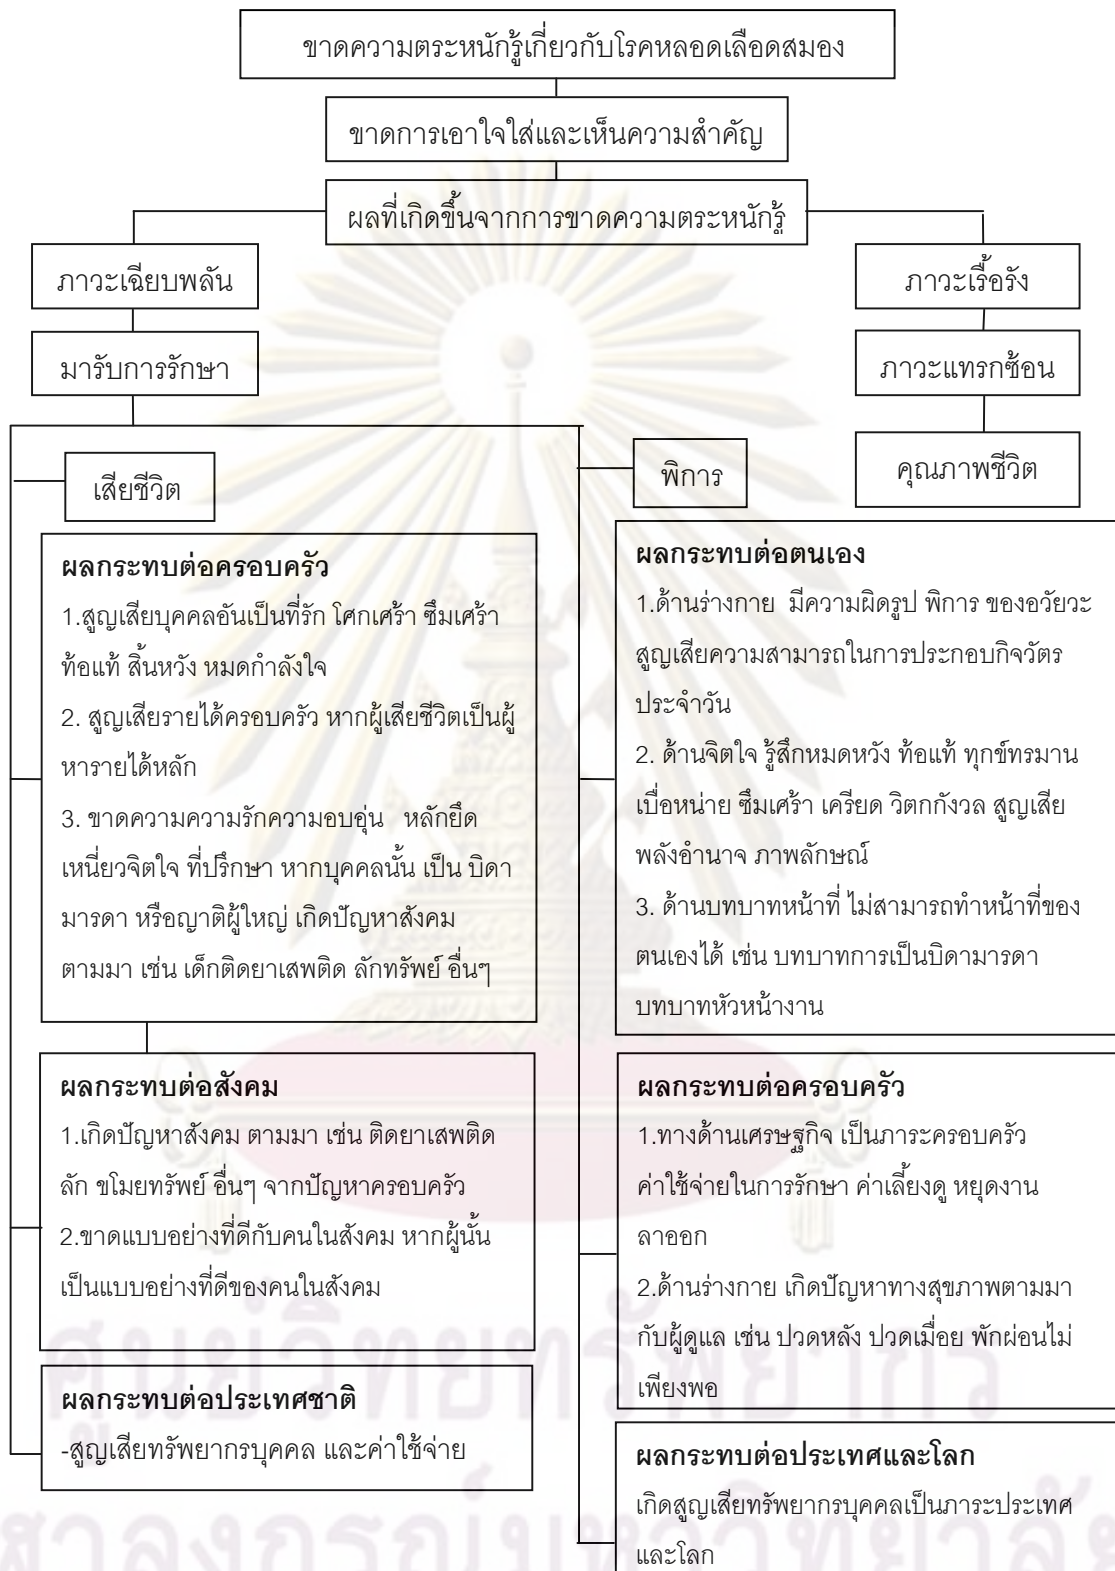 ขาดความตระหนักรู้เกี่ยวกับโรคหลอดเลือดสมอง
ขาดการเอาใจใส่และเห็นความสำคัญ
ผลที่เกิดขึ้นจากการขาดความตระหนักรู้
ภาวะเฉียบพลัน
ภาวะเรื้อรัง
มารับการรักษา
ภาวะแทรกซ้อน
คุณภาพชีวิต
เสียชีวิต
พิการ
ผลกระทบต่อครอบครัว
1.สูญเสียบุคคลอันเป็นที่รัก โศกเศร้า ซึมเศร้า
ท้อแท้ สิ้นหวัง หมดกำลังใจ
2. สูญเสียรายได้ครอบครัว หากผู้เสียชีวิตเป็นผู้
หารายได้หลัก
3. ขาดความความรักความอบอุ่น หลักยึด
เหนี่ยวจิตใจ ที่ปรึกษา หากบุคคลนั้น เป็น บิดา
มารดา หรือญาติผู้ใหญ่ เกิดปัญหาสังคม
ตามมา เช่น เด็กติดยาเสพติด ลักทรัพย์ อื่นๆ
ผลกระทบต่อสังคม
1.เกิดปัญหาสังคม ตามมา เช่น ติดยาเสพติด
ลัก ขโมยทรัพย์ อื่นๆ จากปัญหาครอบครัว
2.ขาดแบบอย่างที่ดีกับคนในสังคม หากผู้นั้น
เป็นแบบอย่างที่ดีของคนในสังคม
ผลกระทบต่อประเทศชาติ
-สูญเสียทรัพยากรบุคคล และค่าใช้จ่าย
ผลกระทบต่อตนเอง
1.ด้านร่างกาย มีความผิดรูป พิการ ของอวัยวะ
สูญเสียความสามารถในการประกอบกิจวัตร
ประจำวัน
2. ด้านจิตใจ รู้สึกหมดหวัง ท้อแท้ ทุกข์ทรมาน
เบื่อหน่าย ซึมเศร้า เครียด วิตกกังวล สูญเสีย
พลังอำนาจ ภาพลักษณ์
3. ด้านบทบาทหน้าที่ ไม่สามารถทำหน้าที่ของ
ตนเองได้ เช่น บทบาทการเป็นบิดามารดา
บทบาทหัวหน้างาน
ผลกระทบต่อครอบครัว
1.ทางด้านเศรษฐกิจ เป็นภาระครอบครัว
ค่าใช้จ่ายในการรักษา ค่าเลี้ยงดู หยุดงาน
ลาออก
2.ด้านร่างกาย เกิดปัญหาทางสุขภาพตามมา
กับผู้ดูแล เช่น ปวดหลัง ปวดเมื่อย พักผ่อนไม่
เพียงพอ
ผลกระทบต่อประเทศและโลก
เกิดสูญเสียทรัพยากรบุคคลเป็นภาระประเทศ
และโลก
ศูนย์วิทยทรัพยากร
ฬาลงกรณ์มหาวิทยาลัย